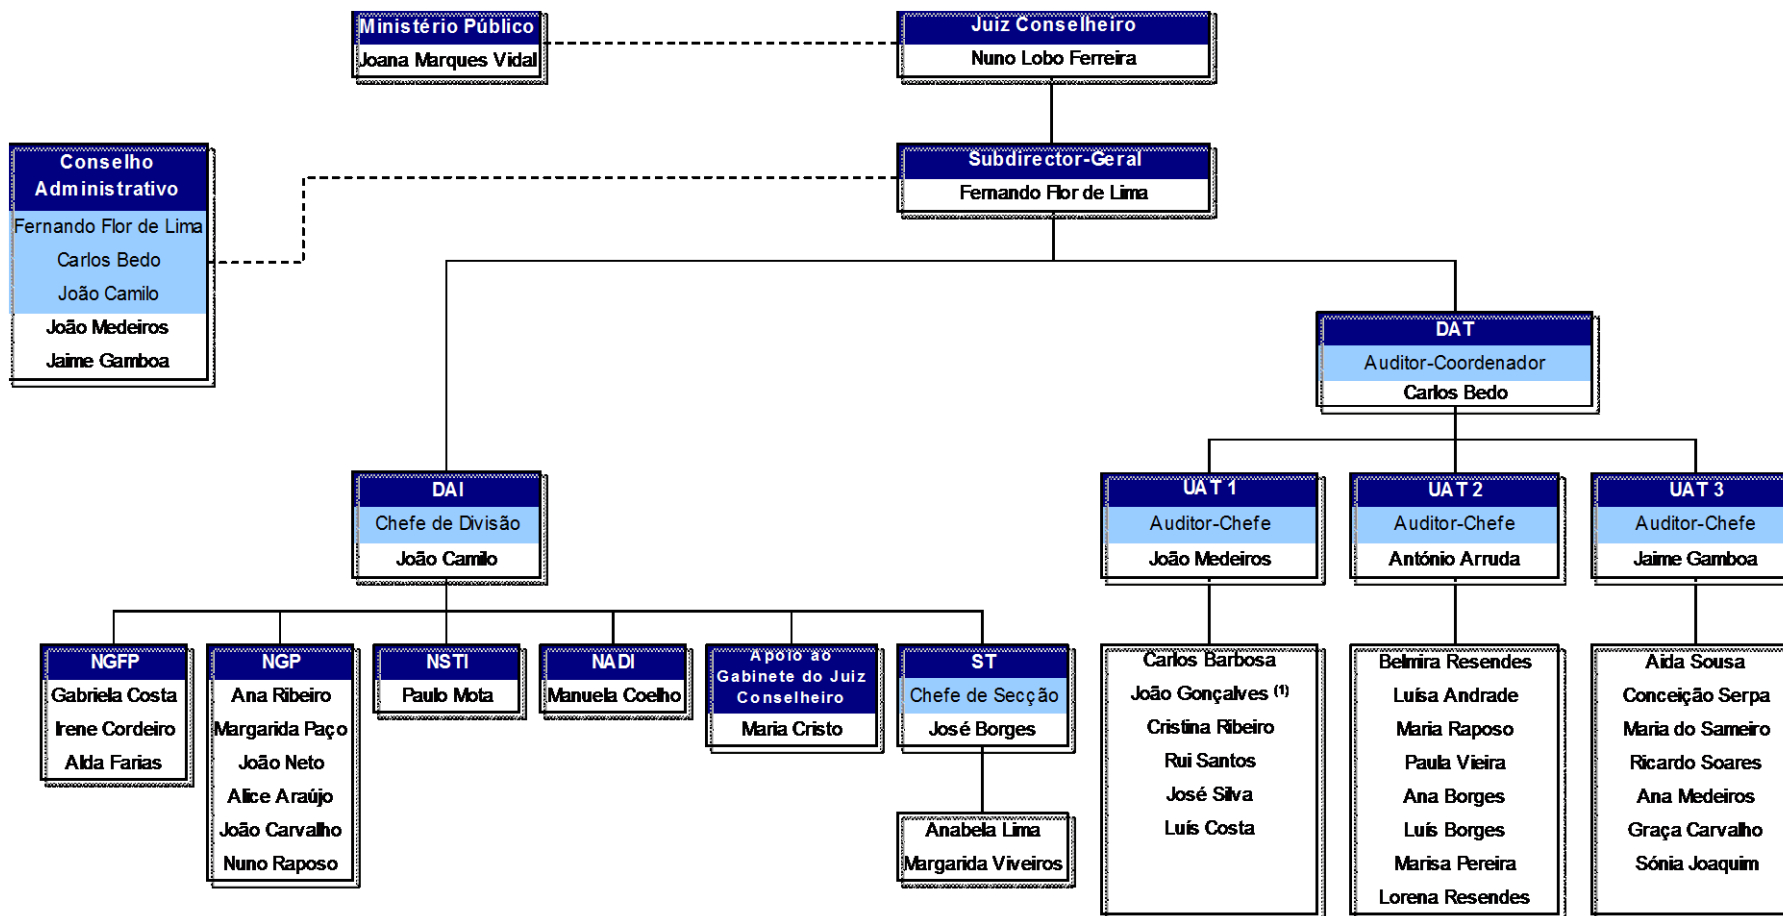 Ministério Público
Joana Marques Vidal
Juiz Conselheiro
Nuno Lobo Ferreira
Conselho
Administrativo
Fernando Flor de Lima
Carlos Bedo
João Camilo
João Medeiros
Jaime Gamboa
Subdirector-Geral
Fernando Flor de Lima
DAT
Auditor-Coordenador
Carlos Bedo
DAI
Chefe de Divisão
João Camilo
UAT 1
Auditor-Chefe
João Medeiros
UAT 2
Auditor-Chefe
António Arruda
UAT 3
Auditor-Chefe
Jaime Gamboa
NGFP
Gabriela Costa
Irene Cordeiro
Alda Farias
NGP
Ana Ribeiro
Margarida Paço
João Neto
Alice Araújo
João Carvalho
Nuno Raposo
NSTI
Paulo Mota
NADI
Manuela Coelho
Apoio ao
Gabinete do Juiz
Conselheiro
Maria Cristo
ST
Chefe de Secção
José Borges
Anabela Lima
Margarida Viveiros
Carlos Barbosa
João Gonçalves (1)
Cristina Ribeiro
Rui Santos
José Silva
Luís Costa
Belmira Resendes
Luísa Andrade
Maria Raposo
Paula Vieira
Ana Borges
Luís Borges
Marisa Pereira
Lorena Resendes
Aida Sousa
Conceição Serpa
Maria do Sameiro
Ricardo Soares
Ana Medeiros
Graça Carvalho
Sónia Joaquim